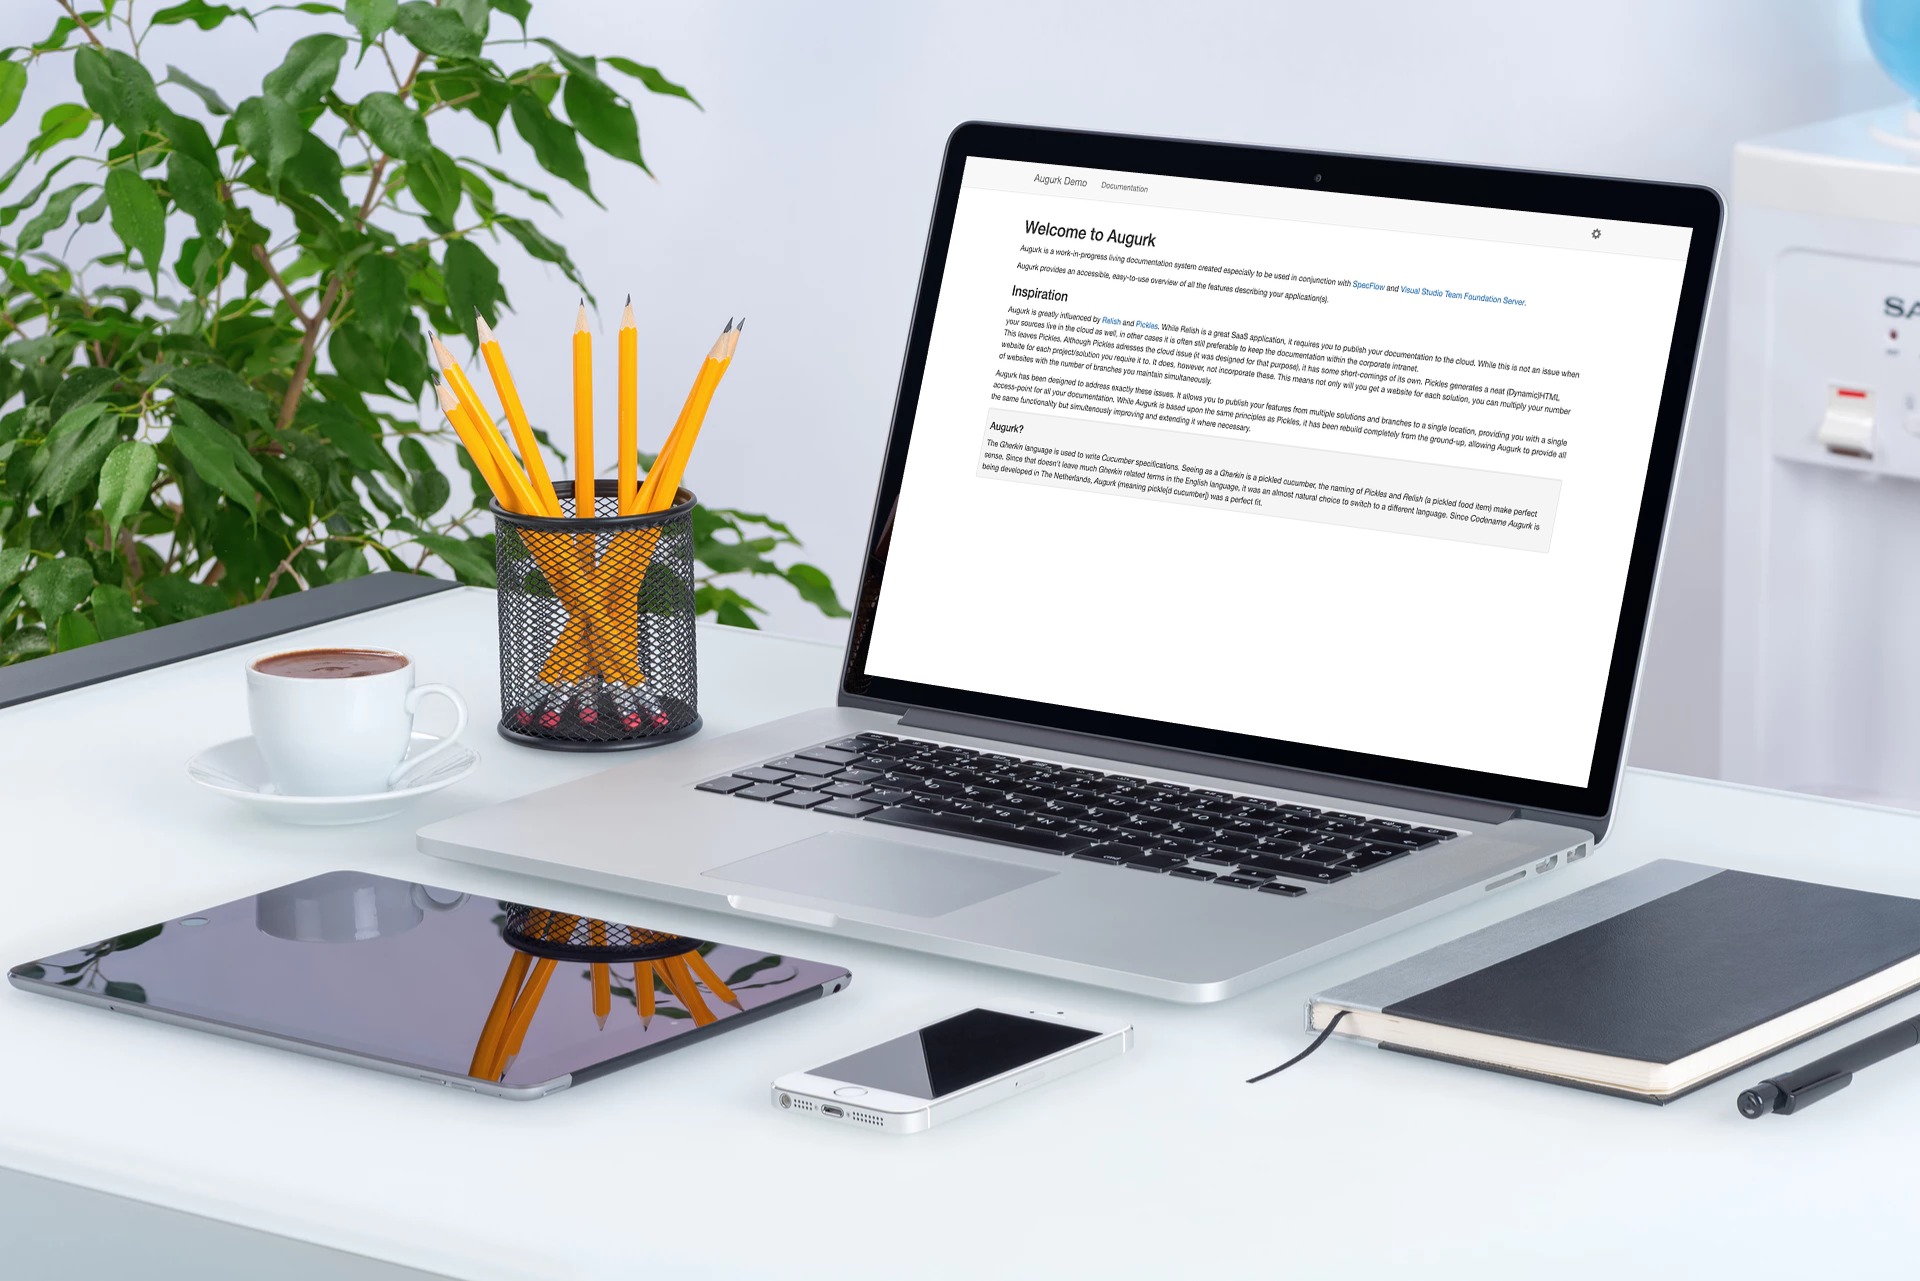 Augurk Demo Documentation
Welcome to Augurk
Augurk is a work-in-progress living documentation system created especially to be used in conjunction with SpecFlow and Visual Studio Team Foundation Server.
Augurk provides an accessible, easy-to-use overview of all the features describing your application(s).
Inspiration
Augurk is greatly influenced by Relish and Pickles. While Relish is a great SaaS application, it requires you to publish your documentation to the cloud. While this is not an issue when
your sources live in the cloud as well, in other cases it is often still preferable to keep the documentation within the corporate intranet.
This leaves Pickles. Although Pickles adresses the cloud issue (it was designed for that purpose), it has some short-comings of its own. Pickles generates a neat (Dynamic)HTML
website for each project/solution you require it to. It does, however, not incorporate these. This means not only will you get a website for each solution, you can multiply your number
of websites with the number of branches you maintain simultaneously.
Augurk has been designed to address exactly these issues. It allows you to publish your features from multiple solutions and branches to a single location, providing you with a single
access-point for all your documentation. While Augurk is based upon the same principles as Pickles, it has been rebuild completely from the ground-up, allowing Augurk to provide all
the same functionality but simultenously improving and extending it where necessary.
Augurk?
The Gherkin language is used to write Cucumber specifications. Seeing as a Gherkin is a pickled cucumber, the naming of Pickles and Relish (a pickled food item) make perfect
sense. Since that doesn't leave much Gherkin related terms in the English language, it was an almost natural choice to switch to a different language. Since Codename Augurk is
being developed in The Netherlands, Augurk (meaning pickle[d cucumber]) was a perfect fit.
SA